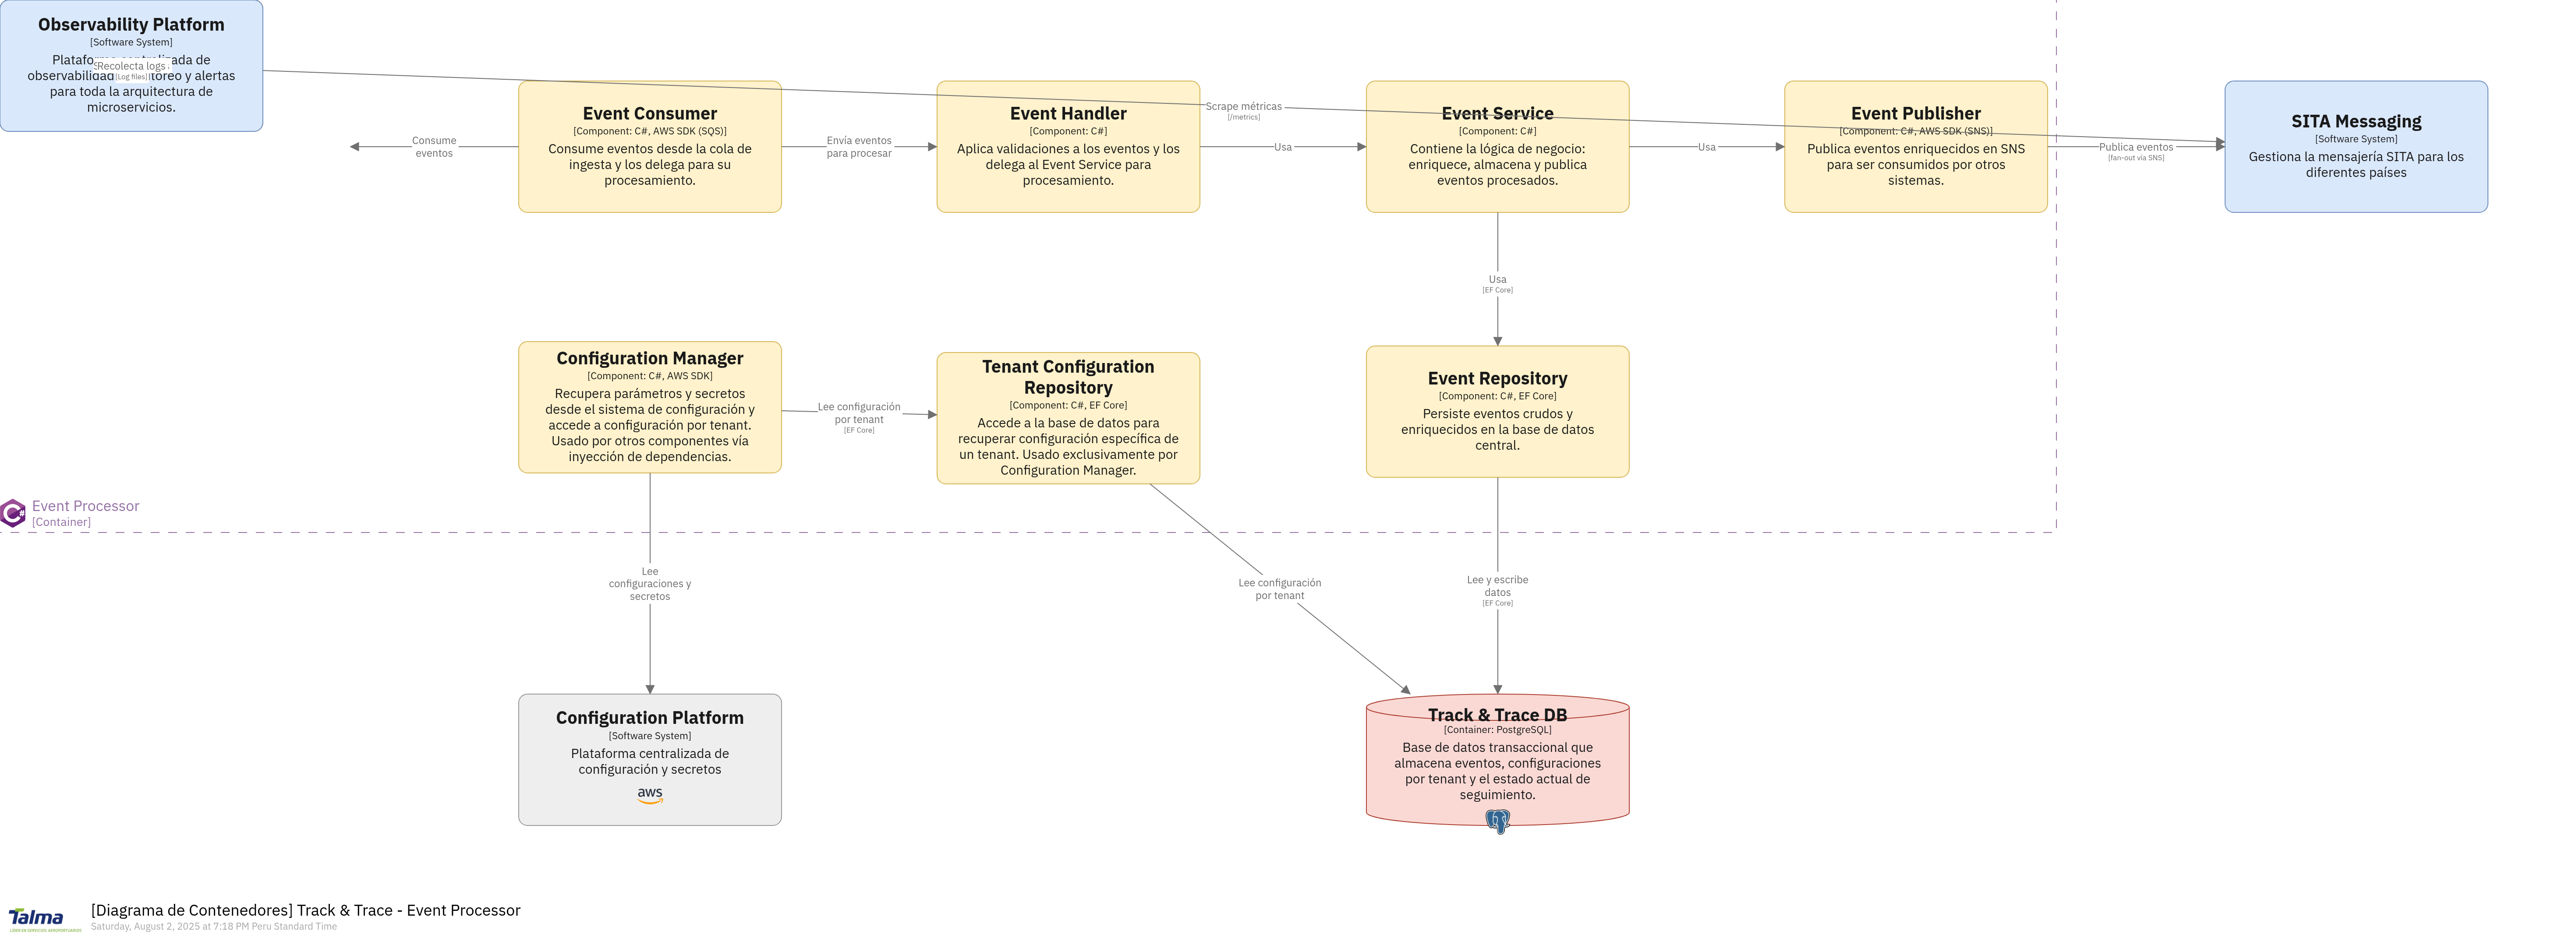 Observability Platform
[Software System]
Plataforma centralizada de
observabilidad toreo y alertas
para toda la arquitectura de
microservicios.
Recolecta logs
[Log files]
Event Consumer
[Component: C#, AWS SDK (SQS)]
Consume eventos desde la cola de
ingesta y los delega para su
procesamiento.
Event Handler
[Component: C#]
Aplica validaciones a los eventos y los
delega al Event Service para
procesamiento.
Event Service
[Component: C#]
Contiene la lógica de negocio:
enriquece, almacena y publica
eventos procesados.
Event Publisher
[Component: C#, AWS SDK (SNS)]
Publica eventos enriquecidos en SNS
para ser consumidos por otros
sistemas.
SITA Messaging
[Software System]
Gestiona la mensajería SITA para los
diferentes países
Scrape métricas
[/metrics]
Consume
eventos
Envía eventos
para procesar
Usa
Usa
Publica eventos
[fan-out vía SNS]
Usa
[EF Core]
Configuration Manager
[Component: C#, AWS SDK]
Recupera parámetros y secretos
desde el sistema de configuración y
accede a configuración por tenant.
Usado por otros componentes vía
inyección de dependencias.
Lee configuración
por tenant
[EF Core]
Tenant Configuration
Repository
[Component: C#, EF Core]
Accede a la base de datos para
recuperar configuración específica de
un tenant. Usado exclusivamente por
Configuration Manager.
Event Repository
[Component: C#, EF Core]
Persiste eventos crudos y
enriquecidos en la base de datos
central.
Event Processor
[Container]
Lee
configuraciones y
secretos
Lee configuración
por tenant
Lee y escribe
datos
[EF Core]
Configuration Platform
[Software System]
Plataforma centralizada de
configuración y secretos
aws
Track & Trace DB
[Container: PostgreSQL]
Base de datos transaccional que
almacena eventos, configuraciones
por tenant y el estado actual de
seguimiento.
Talma
LÍDER EN SERVICIOS AEROPORTUARIOS
[Diagrama de Contenedores] Track & Trace - Event Processor
Saturday, August 2, 2025 at 7:18 PM Peru Standard Time